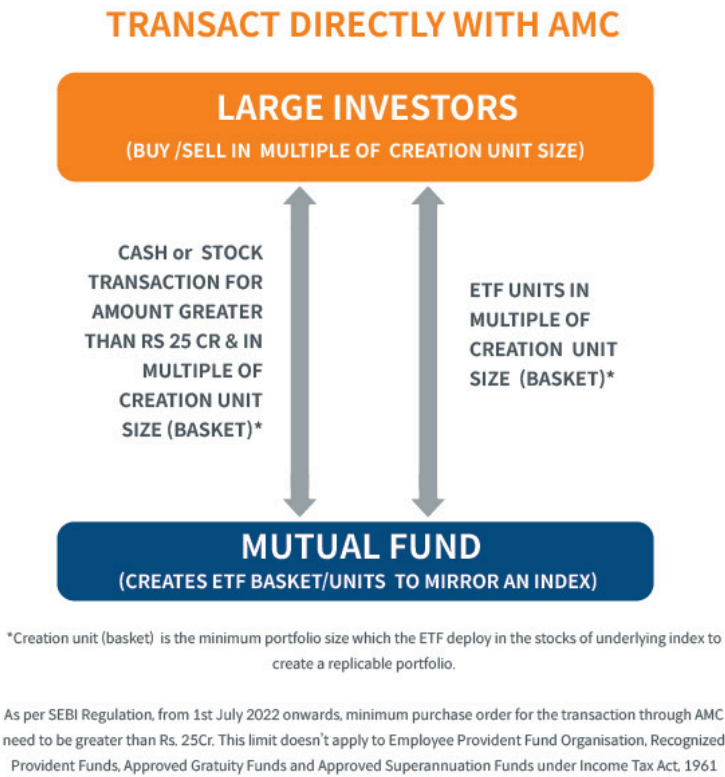 TRANSACT DIRECTLY WITH AMC
LARGE INVESTORS
(BUY /SELL IN MULTIPLE OF CREATION UNIT SIZE)
CASH or STOCK
TRANSACTION FOR
AMOUNT GREATER
THAN RS 25 CR & IN
MULTIPLE OF
CREATION UNIT
SIZE (BASKET)*
ETF UNITS IN
MULTIPLE OF
CREATION UNIT
SIZE (BASKET)*
MUTUAL FUND
(CREATES ETF BASKET/UNITS TO MIRROR AN INDEX)
*Creation unit (basket) is the minimum portfolio size which the ETF deploy in the stocks of underlying index to
create a replicable portfolio.
As per SEBI Regulation, from 1st July 2022 onwards, minimum purchase order for the transaction through AMC
need to be greater than Rs. 25Cr. This limit doesn't apply to Employee Provident Fund Organisation, Recognized
Provident Funds, Approved Gratuity Funds and Approved Superannuation Funds under Income Tax Act, 1961